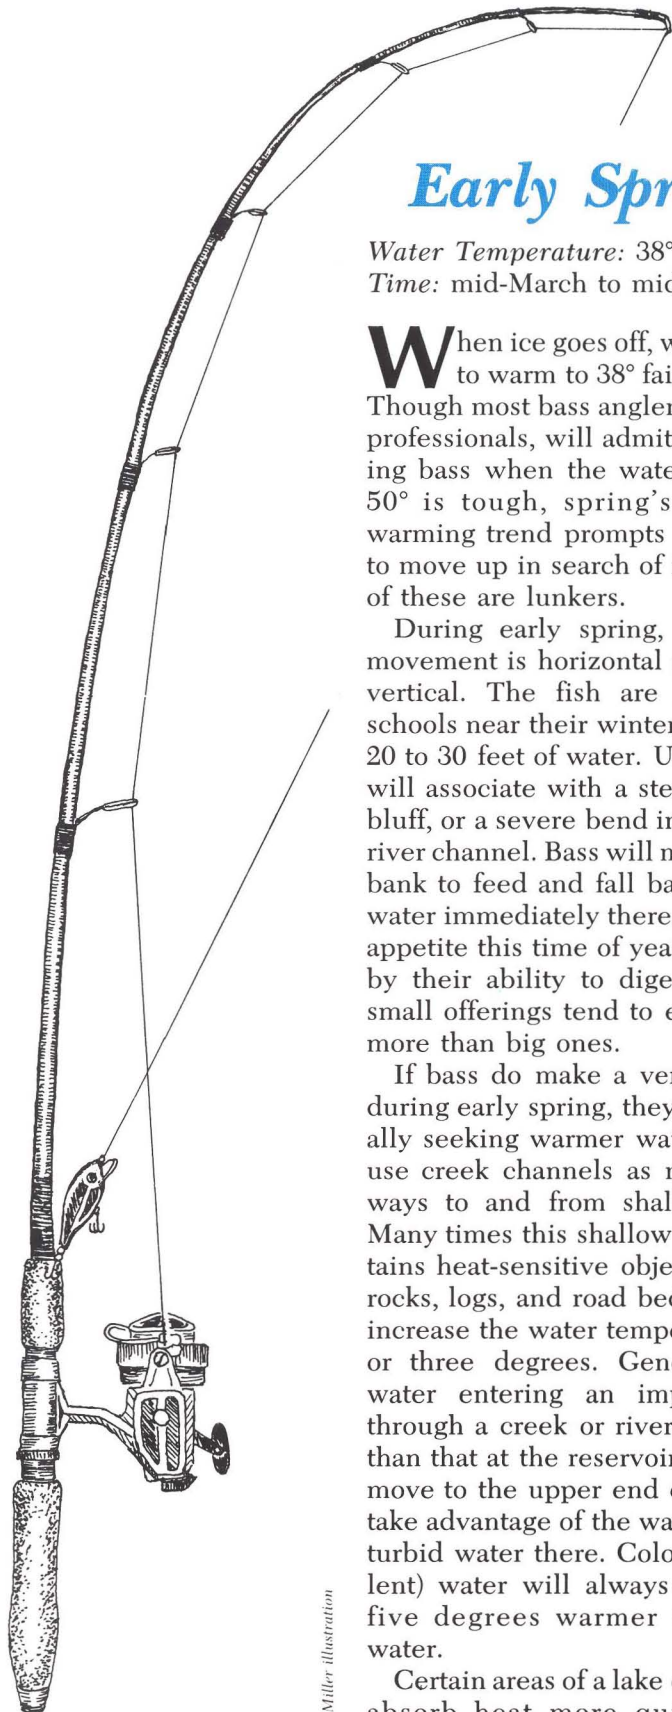 Early Spr
Water Temperature: 38°
Time: mid-March to mid
When ice goes off, w
to warm to 38° fai
Though most bass angler
professionals, will admit
ing bass when the wate
50° is tough, spring's
warming trend prompts
to move up in search of
of these are lunkers.
During early spring,
movement is horizontal
vertical. The fish are
schools near their winter
20 to 30 feet of water. U
will associate with a ste
bluff, or a severe bend in
river channel. Bass will m
bank to feed and fall ba
water immediately there
appetite this time of yea
by their ability to dige
small offerings tend to e
more than big ones.
If bass do make a ver
during early spring, they
ally seeking warmer wa
use creek channels as
ways to and from shal
Many times this shallow
tains heat-sensitive obje
rocks, logs, and road bed
increase the water tempe
or three degrees. Gen
water entering an imp
through a creek or river
than that at the reservoir
move to the upper end
take advantage of the wa
turbid water there. Colo
lent) water will always
five degrees warmer
water.
Certain areas of a lake
absorb heat more qu
Miller illustration